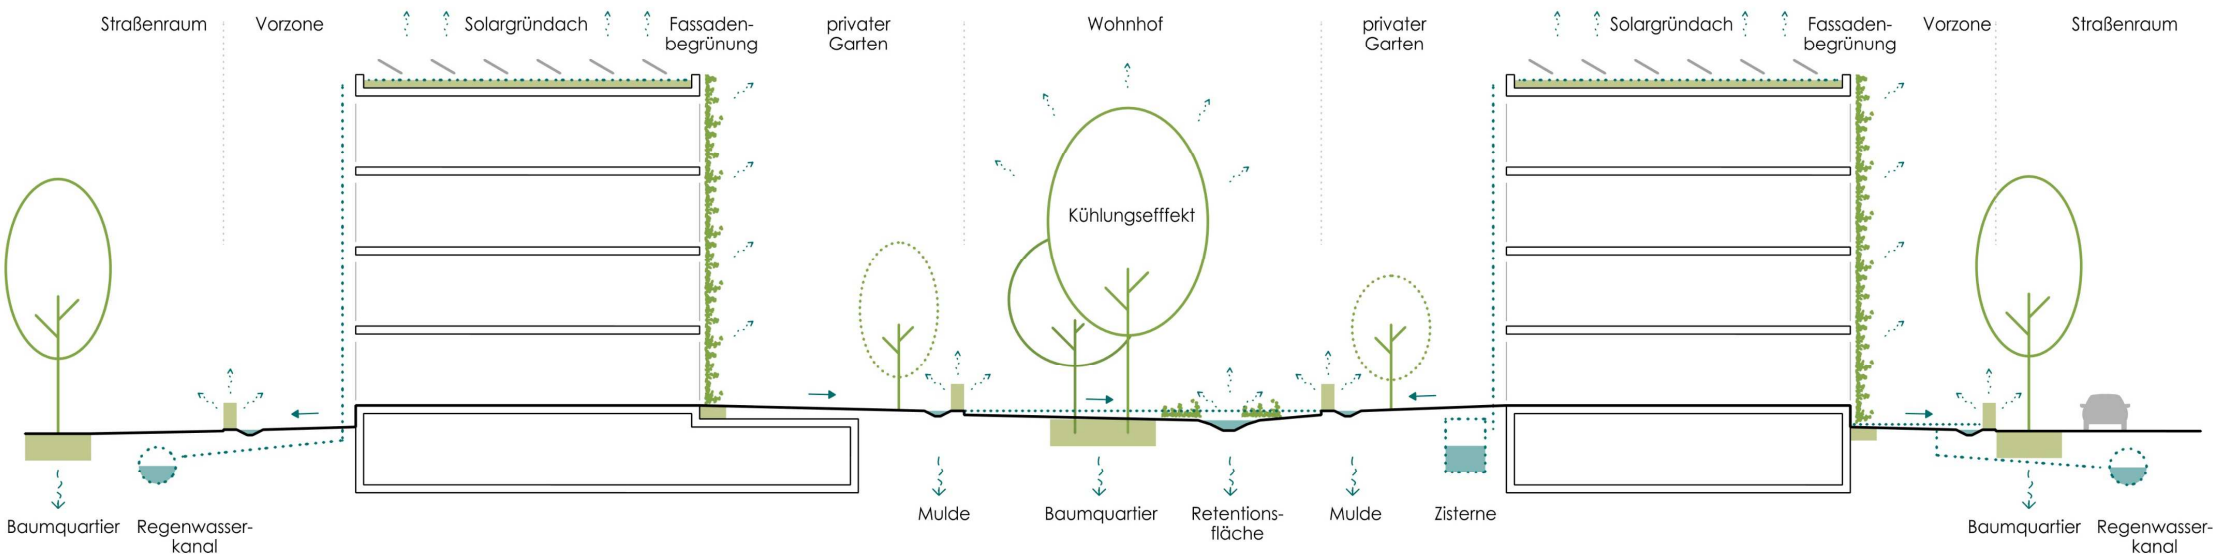 Straßenraum
Vorzone
Solargründach
Fassaden-
begrünung
privater
Garten
Wohnhof
privater
Garten
Solargründach
Fassaden-
begrünung
Vorzone
Straßenraum
Kühlungsefffekt
Baumquartier
Regenwasser-
kanal
Mulde
Baumquartier
Retentions-
fläche
Mulde
Zisterne
Baumquartier
Regenwasser-
kanal